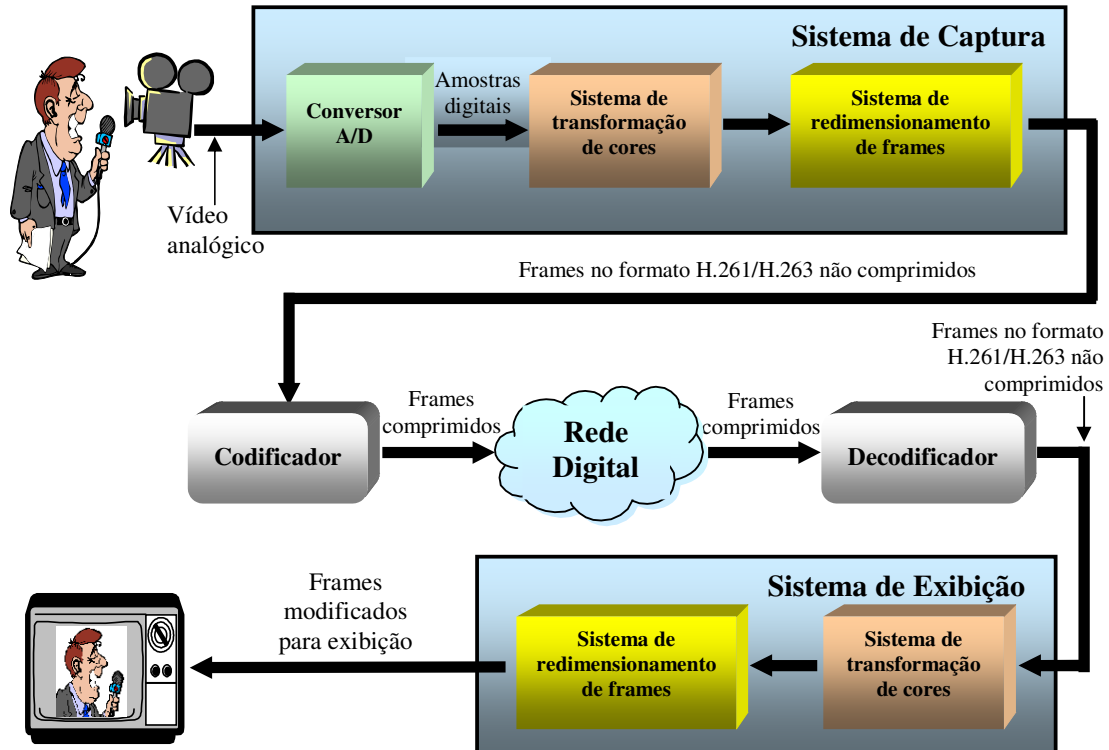 Sistema de Captura
Conversor
A/D
Amostras
digitais
Sistema de
transformação
de cores
Sistema de
redimensionamento
de frames
Vídeo
analógico
Frames no formato H.261/H.263 não comprimidos
Frames no formato
H.261/H.263 não
comprimidos
Codificador
Frames
comprimidos
Rede
Digital
Frames
comprimidos
Decodificador
Sistema de Exibição
Sistema de
transformação
de cores
Sistema de
redimensionamento
de frames
Frames
modificados
para exibição